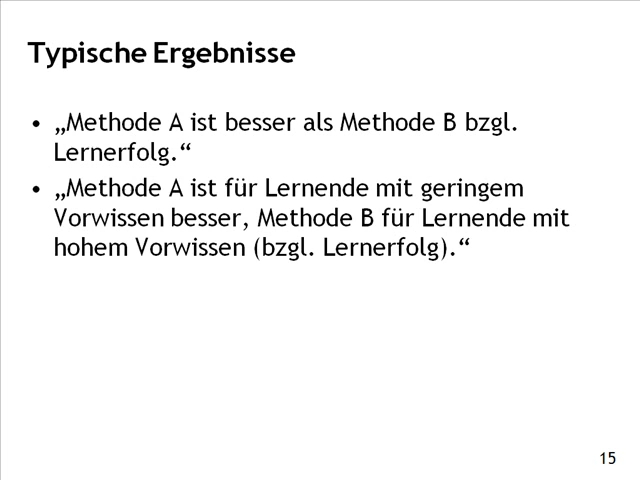 Typische Ergebnisse
• „Methode A ist besser als Methode B bzgl.
Lernerfolg.“
• „Methode A ist für Lernende mit geringem
Vorwissen besser, Methode B für Lernende mit
hohem Vorwissen (bzgl. Lernerfolg).“
15